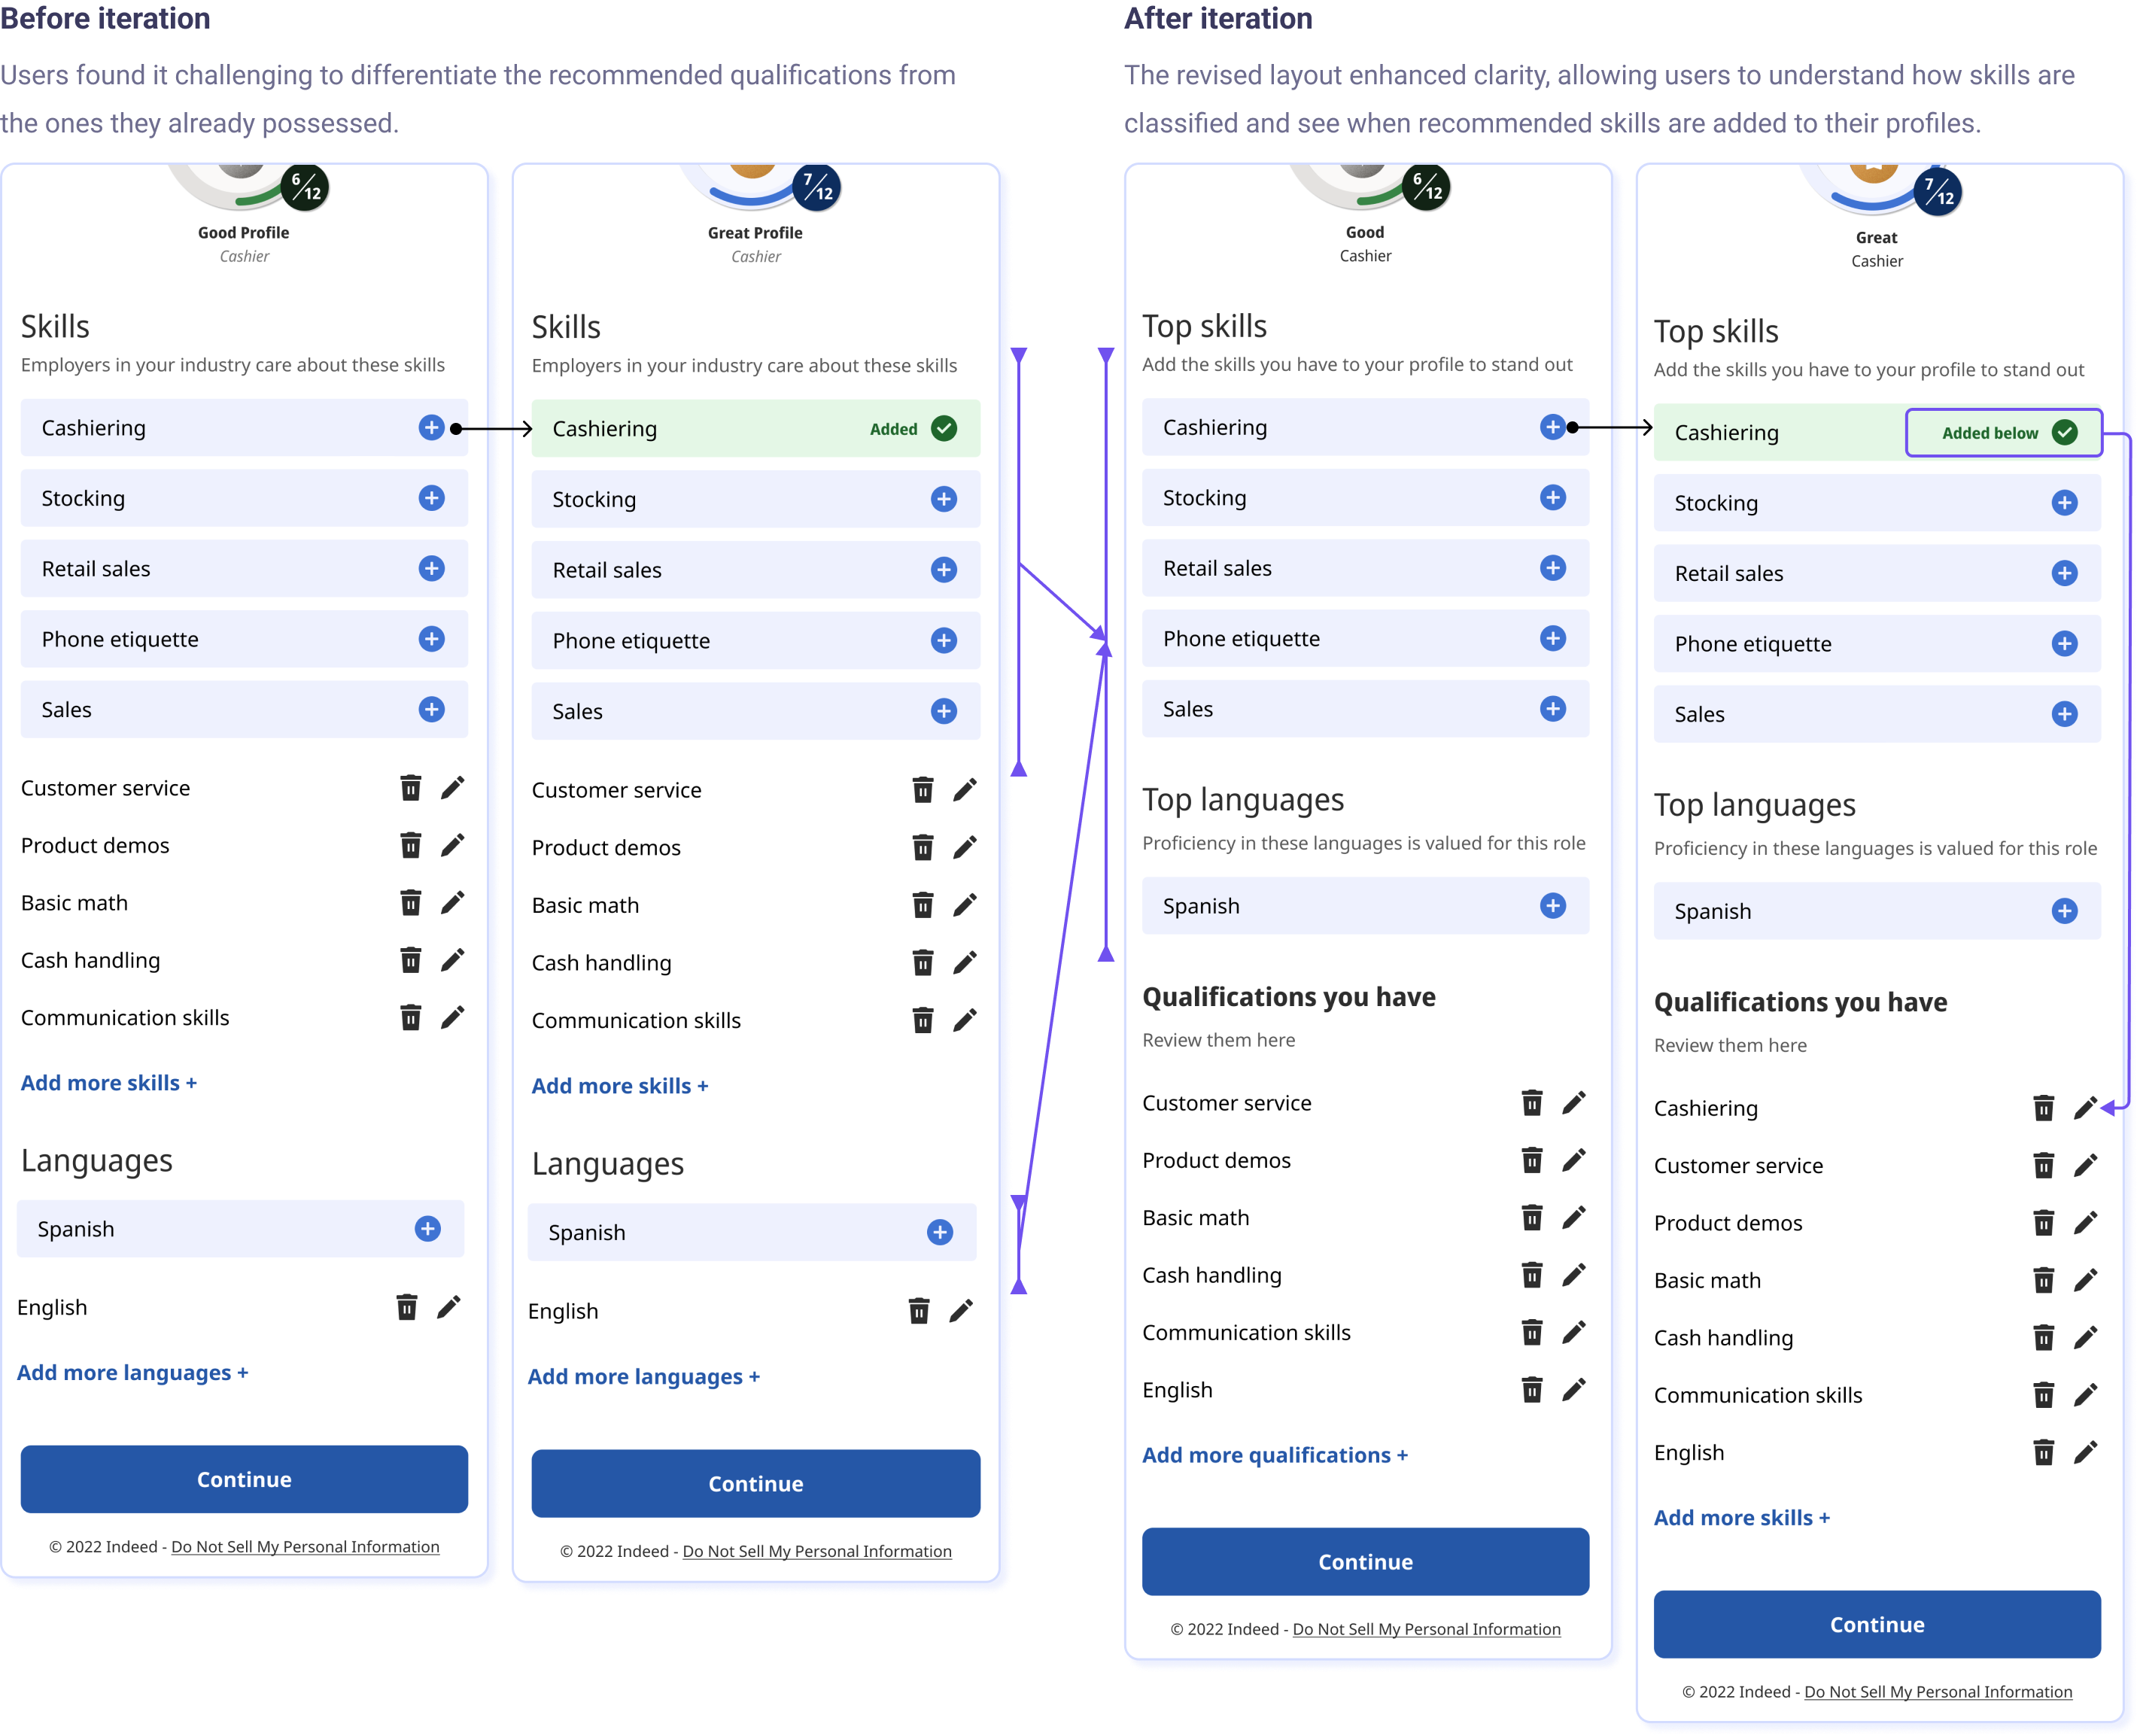 Before iteration
Users found it challenging to differentiate the recommended qualifications from
the ones they already possessed.
6/12
Good Profile
Cashier
Skills
Employers in your industry care about these skills
Cashiering
Stocking
Retail sales
Phone etiquette
Sales
Customer service
Product demos
Basic math
Cash handling
Communication skills
Add more skills +
Languages
Spanish
English
Add more languages +
Continue
© 2022 Indeed - Do Not Sell My Personal Information
7/12
Great Profile
Cashier
Skills
Employers in your industry care about these skills
Cashiering Added
Stocking
Retail sales
Phone etiquette
Sales
Customer service
Product demos
Basic math
Cash handling
Communication skills
Add more skills +
Languages
Spanish
English
Add more languages +
Continue
© 2022 Indeed - Do Not Sell My Personal Information
After iteration
The revised layout enhanced clarity, allowing users to understand how skills are
classified and see when recommended skills are added to their profiles.
6/12
Good
Cashier
Top skills
Add the skills you have to your profile to stand out
Cashiering
Stocking
Retail sales
Phone etiquette
Sales
Top languages
Proficiency in these languages is valued for this role
Spanish
Qualifications you have
Review them here
Customer service
Product demos
Basic math
Cash handling
Communication skills
English
Add more qualifications +
Continue
© 2022 Indeed - Do Not Sell My Personal Information
7/12
Great
Cashier
Top skills
Add the skills you have to your profile to stand out
Cashiering Added below
Stocking
Retail sales
Phone etiquette
Sales
Top languages
Proficiency in these languages is valued for this role
Spanish
Qualifications you have
Review them here
Cashiering
Customer service
Product demos
Basic math
Cash handling
Communication skills
English
Add more skills +
Continue
© 2022 Indeed - Do Not Sell My Personal Information